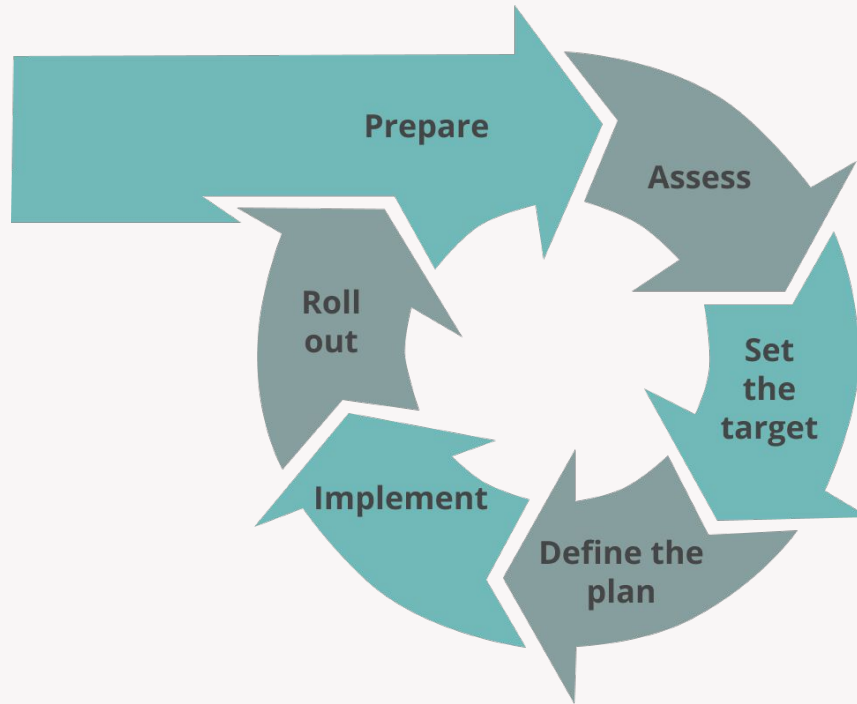 Prepare
Assess
Set
the
target
Define the
plan
Implement
Roll
out